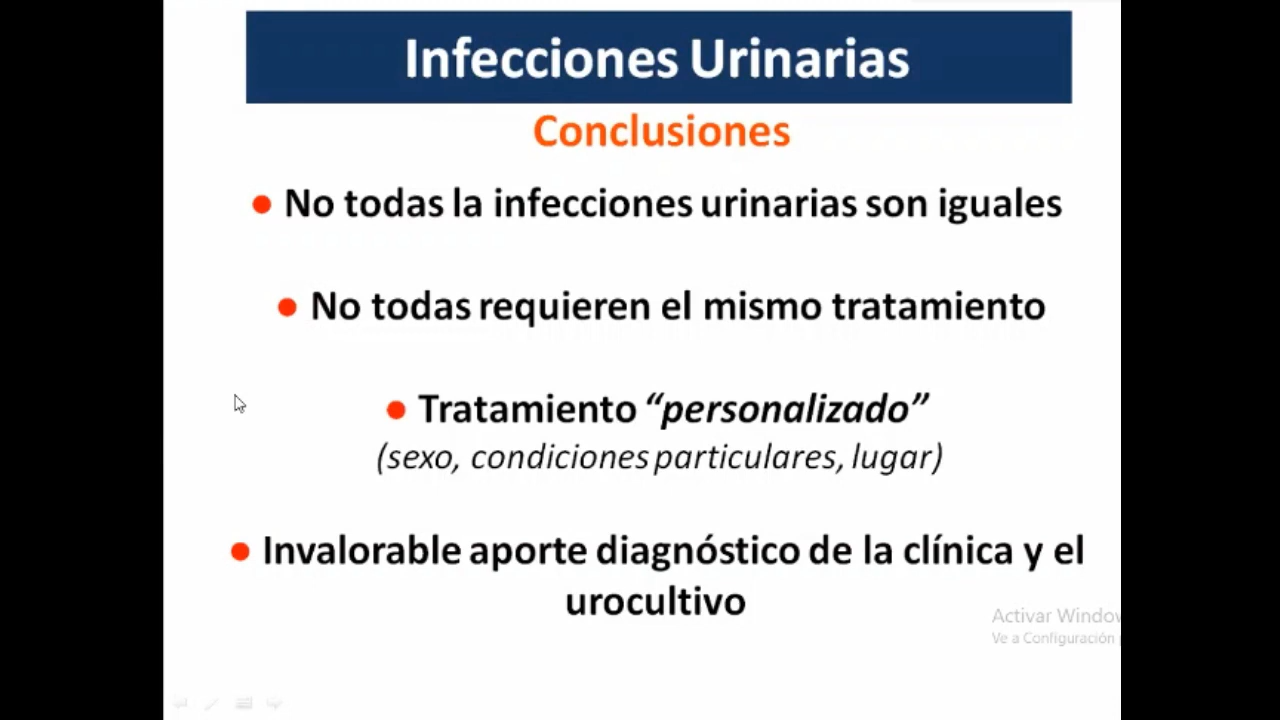 Infecciones Urinarias
Conclusiones
● No todas la infecciones urinarias son iguales
● No todas requieren el mismo tratamiento
● Tratamiento “personalizado”
(sexo, condiciones particulares, lugar)
● Invalorable aporte diagnóstico de la clínica y el
urocultivo
Activar Window
Ve a Configuración